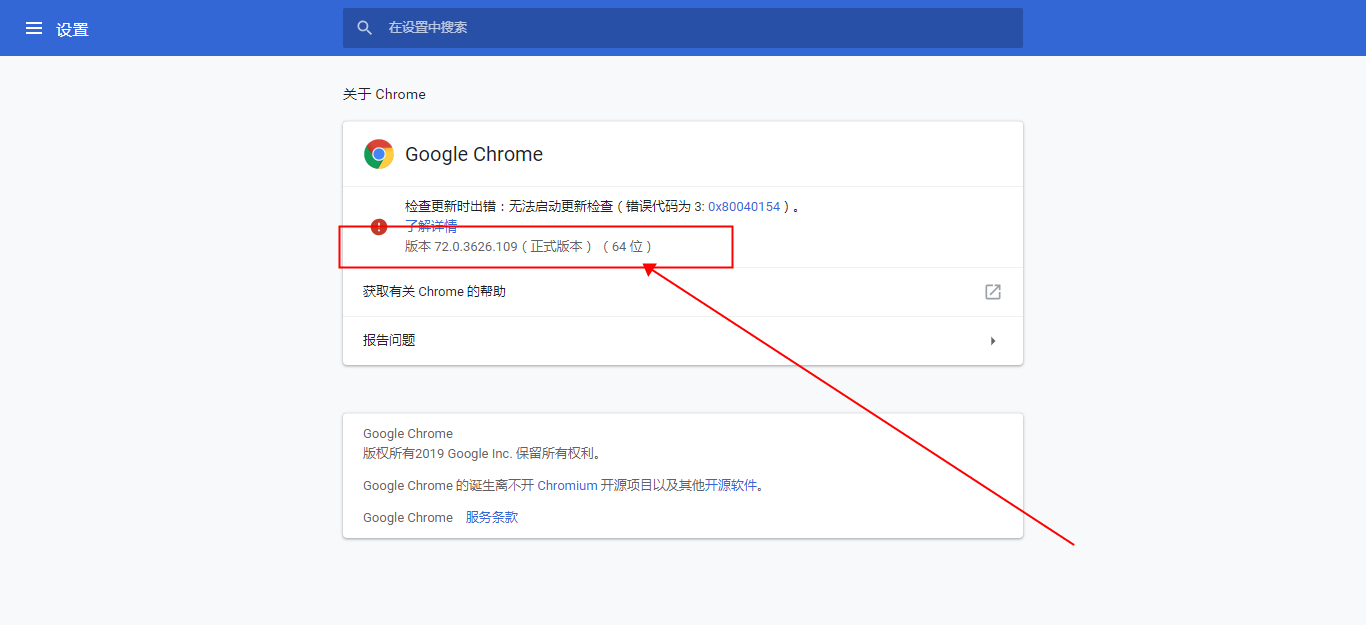 设置
在设置中搜索
关于 Chrome
Google Chrome
检查更新时出错：无法启动更新检查（错误代码为 3: 0x80040154）。
了解详情
版本 72.0.3626.109（正式版本）（64 位）
获取有关 Chrome 的帮助
报告问题
Google Chrome
版权所有2019 Google Inc. 保留所有权利。
Google Chrome 的诞生离不开 Chromium 开源项目以及其他开源软件。
Google Chrome 服务条款